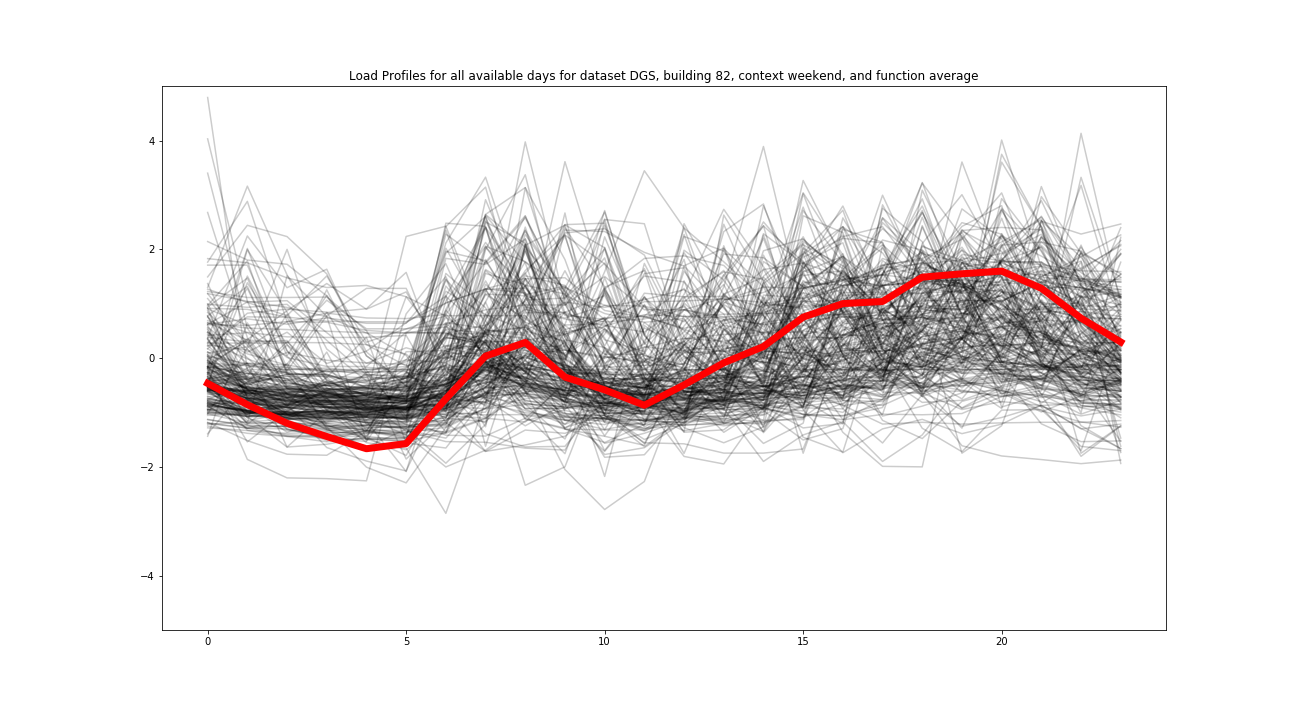 Load Profiles for all available days for dataset DGS, building 82, context weekend, and function average
4
2
0
−2
−4
0 5 10 15 20